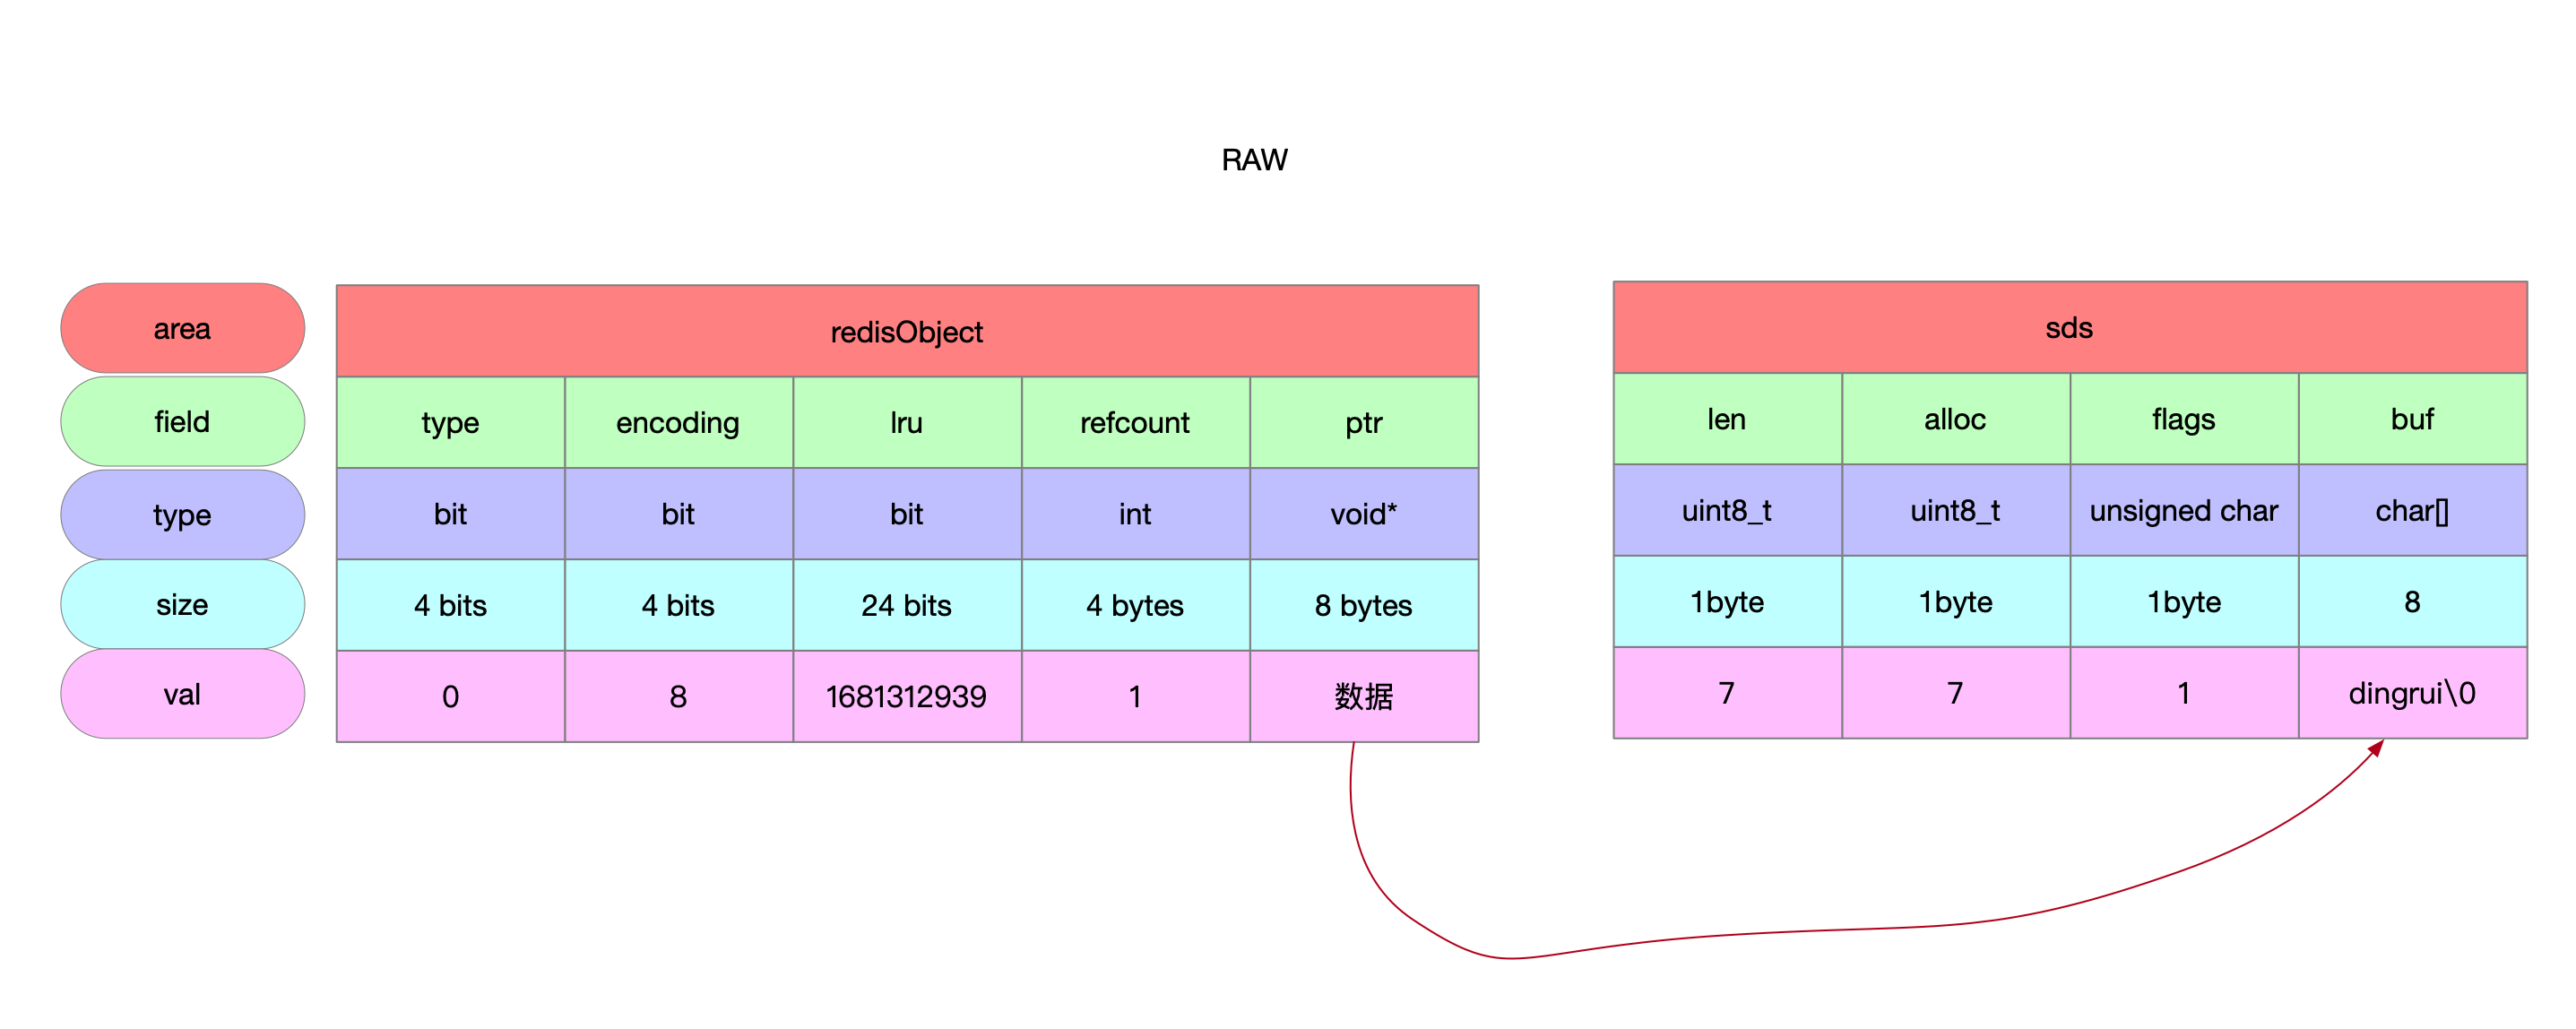 RAW
area
redisObject
sds
field
type
encoding
lru
refcount
ptr
len
alloc
flags
buf
type
bit
bit
bit
int
void*
uint8_t
uint8_t
unsigned char
char[]
size
4 bits
4 bits
24 bits
4 bytes
8 bytes
1byte
1byte
1byte
8
val
0
8
1681312939
1
数据
7
7
1
dingrui\0